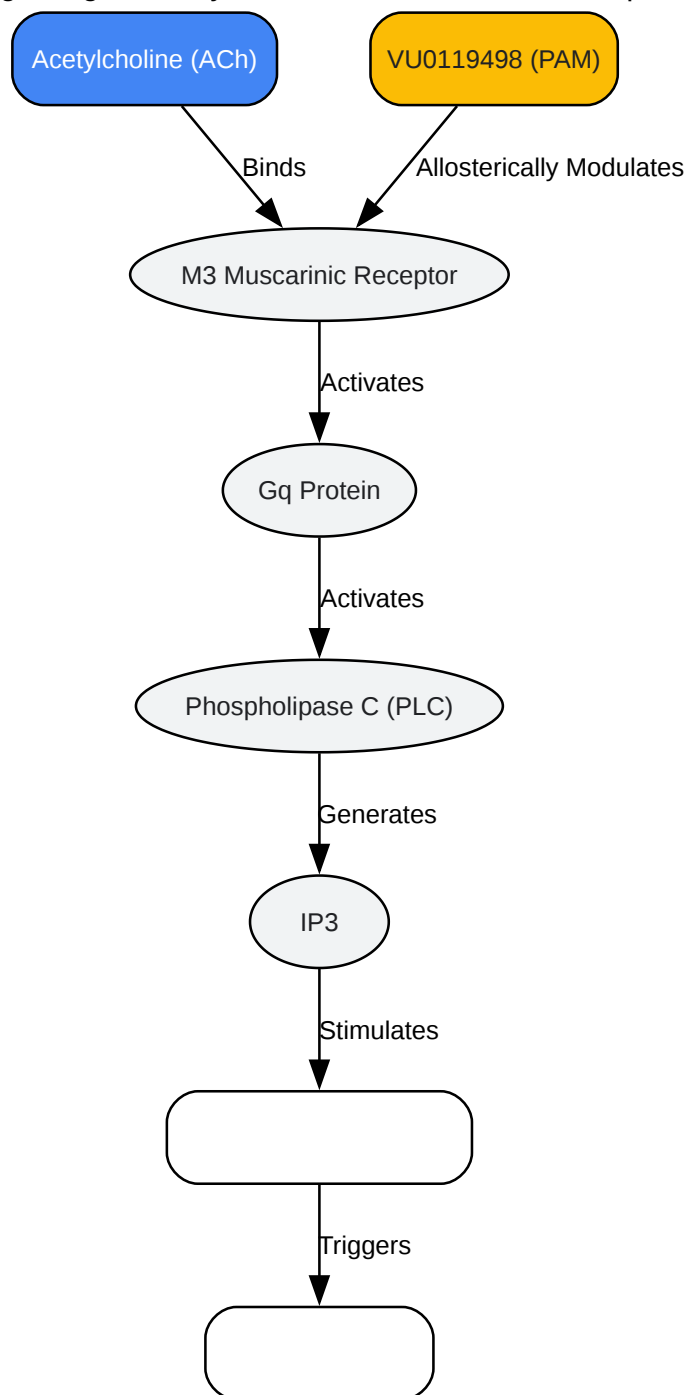 Acetylcholine (ACh)
VU0119498 (PAM)
Binds
Allosterically Modulates
M3 Muscarinic Receptor
Activates
Gq Protein
Activates
Phospholipase C (PLC)
Generates
IP3
Stimulates
Triggers